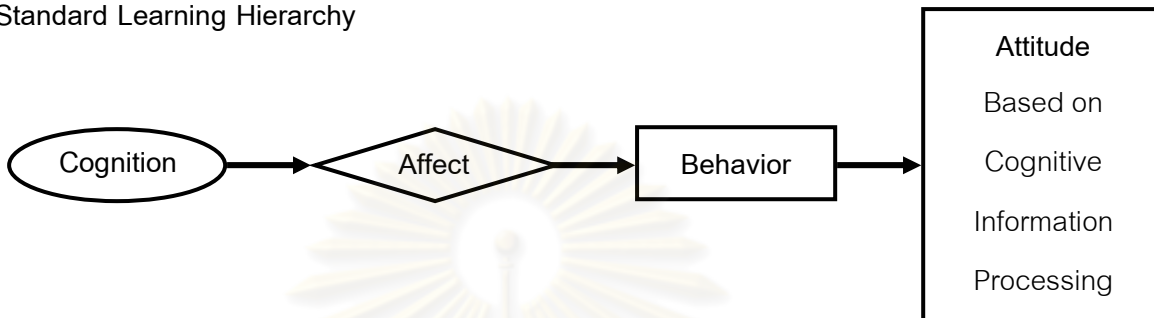 Standard Learning Hierarchy
Attitude
Based on
Cognitive
Information
Processing
Cognition
Affect
Behavior